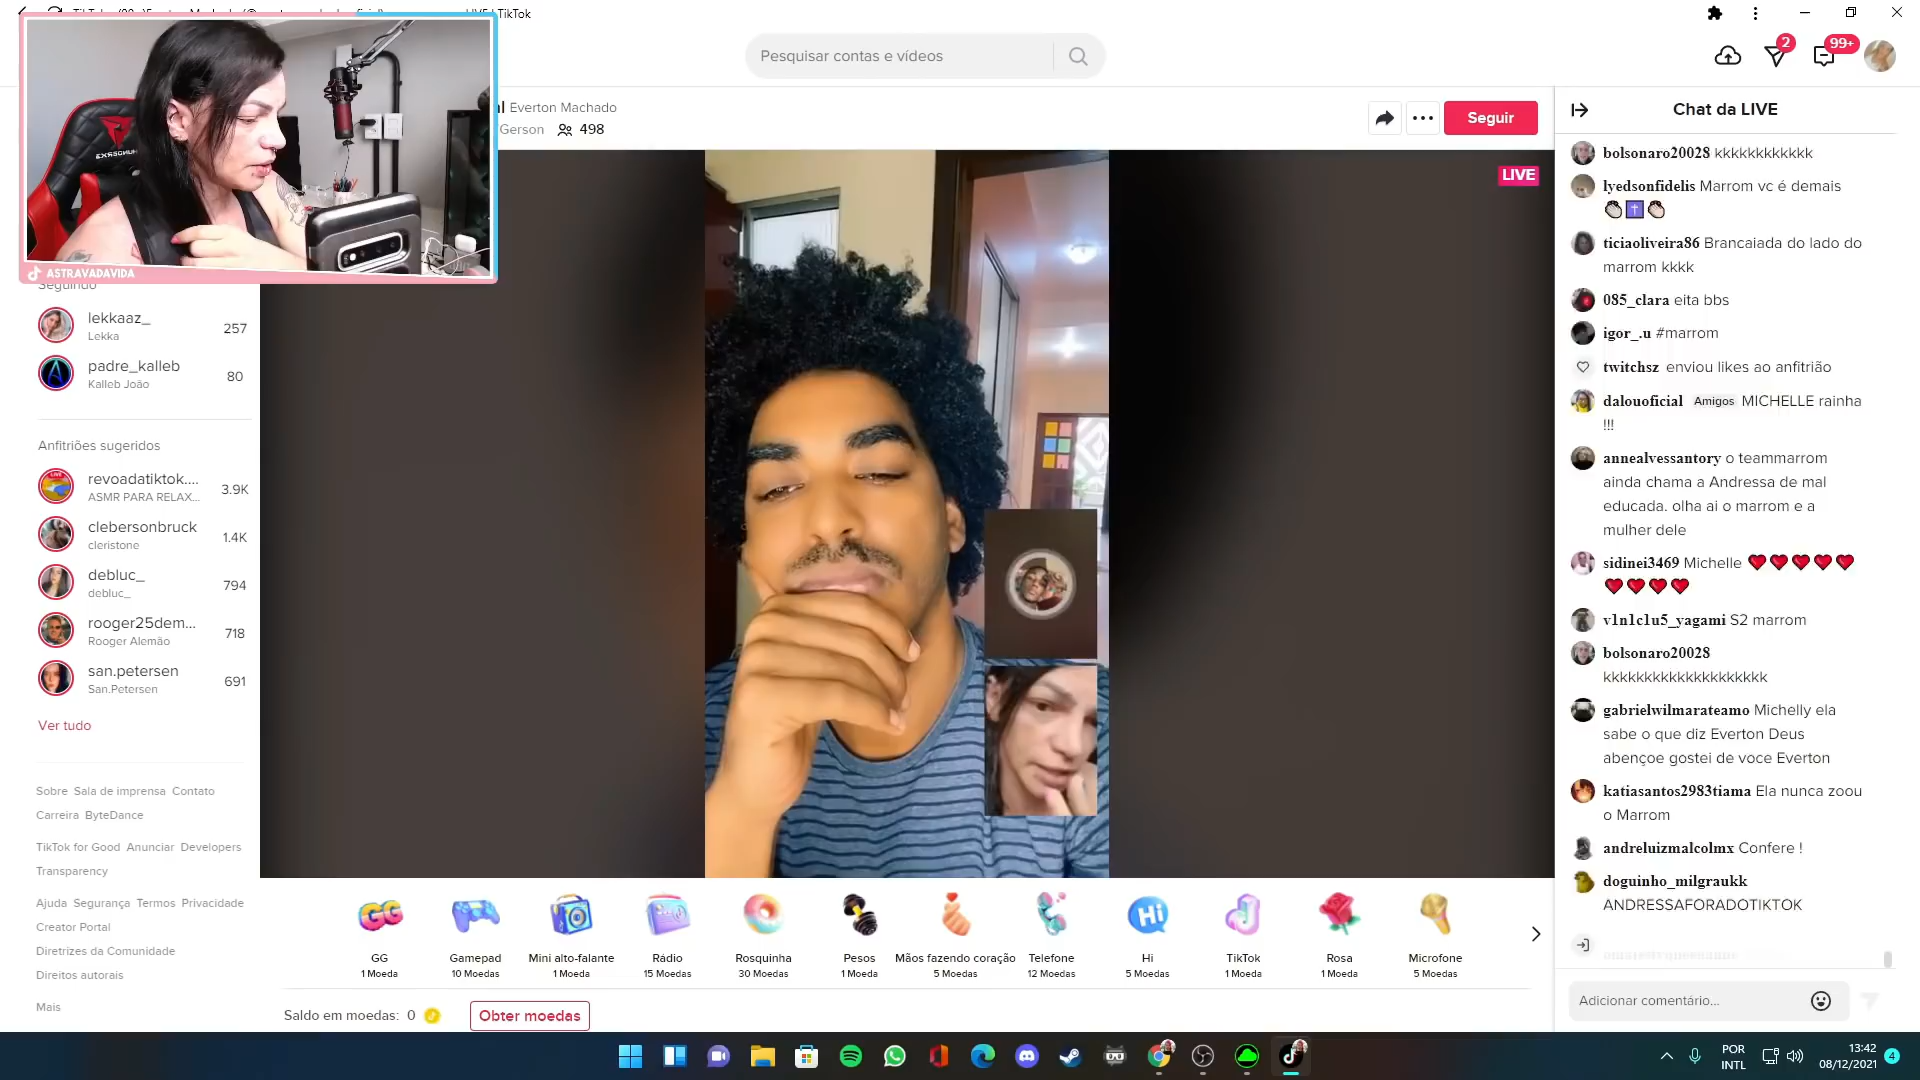 TikTok
Pesquisar contas e vídeos
2
99+
Everton Machado
Gerson 498
Seguir
Chat da LIVE
LIVE
ASTRAVADAVIDA
Seguindo
lekkaaz_
Lekka
257
padre_kalleb
Kalleb João
80
Anfitriões sugeridos
revoadatiktok....
ASMR PARA RELAX...
3.9K
clebersonbruck
cleristone
1.4K
debluc_
debluc_
794
rooger25dem...
Rooger Alemão
718
san.petersen
San.Petersen
691
Ver tudo
Sobre Sala de imprensa Contato
Carreira ByteDance
TikTok for Good Anunciar Developers
Transparency
Ajuda Segurança Termos Privacidade
Creator Portal
Diretrizes da Comunidade
Direitos autorais
Mais
bolsonaro20028 kkkkkkkkkkkk
lyedsonfidelis Marrom vc é demais
ticiaoliveira86 Brancaiada do lado do
marrom kkkk
085_clara eita bbs
igor_.u #marrom
twitchsz enviou likes ao anfitrião
dalouoficial Amigos MICHELLE rainha
!!!
annealvessantory o teammarrom
ainda chama a Andressa de mal
educada. olha ai o marrom e a
mulher dele
sidinei3469 Michelle
v1n1c1u5_yagami S2 marrom
bolsonaro20028
kkkkkkkkkkkkkkkkkkkk
gabrielwilmarateamo Michelly ela
sabe o que diz Everton Deus
abençoe gostei de voce Everton
katiasantos2983tiama Ela nunca zoou
o Marrom
andreluizmalcolmx Confere !
doguinho_milgraukk
ANDRESSAFORADOTIKTOK
Adicionar comentário...
GG
1 Moeda
Gamepad
10 Moedas
Mini alto-falante
1 Moeda
Rádio
15 Moedas
Rosquinha
30 Moedas
Pesos
1 Moeda
Mãos fazendo coração
5 Moedas
Telefone
12 Moedas
Hi
5 Moedas
TikTok
1 Moeda
Rosa
1 Moeda
Microfone
5 Moedas
Saldo em moedas: 0
Obter moedas
POR
INTL
13:42
08/12/2021
4